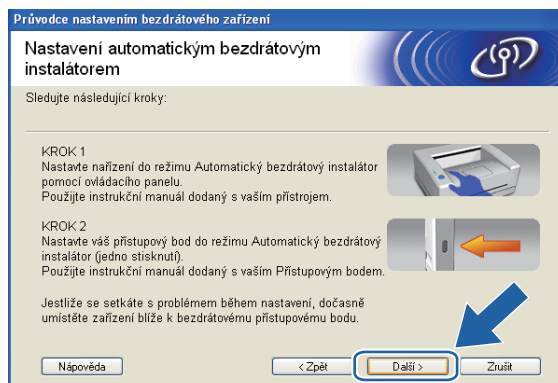 Průvodce nastavením bezdrátového zařízení
Nastavení automatickým bezdrátovým
instalátorem
Sledujte následující kroky:
KROK 1
Nastavte nařízení do režimu Automatický bezdrátový instalátor
pomocí ovládacího panelu.
Použijte instrukční manuál dodaný s vaším přístrojem.
KROK 2
Nastavte váš přístupový bod do režimu Automatický bezdrátový
instalátor (jedno stisknutí).
Použijte instrukční manuál dodaný s vaším Přístupovým bodem.
Jestliže se setkáte s problémem během nastavení, dočasně
umístěte zařízení blíže k bezdrátovému přístupovému bodu.
Nápověda
< Zpět
Další >
Zrušit